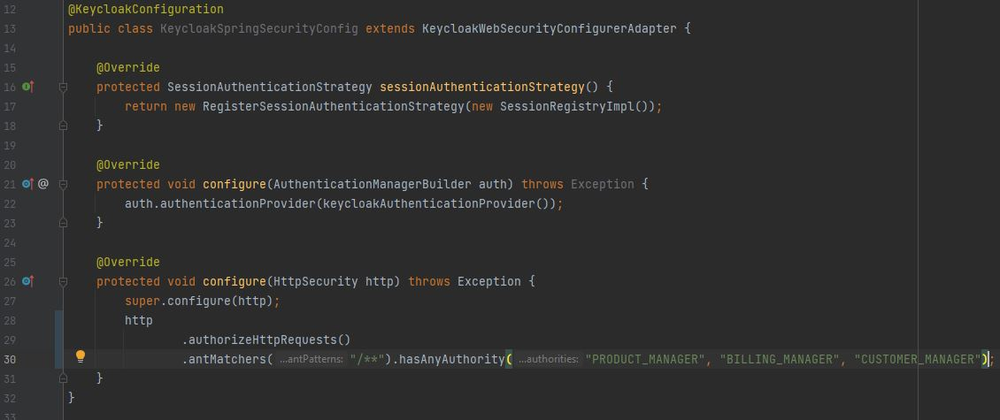 12 @KeycloakConfiguration
13 public class KeycloakSpringSecurityConfig extends KeycloakWebSecurityConfigurerAdapter {
14
15     @Override
16     protected SessionAuthenticationStrategy sessionAuthenticationStrategy() {
17         return new RegisterSessionAuthenticationStrategy(new SessionRegistryImpl());
18     }
19
20     @Override
21 @   protected void configure(AuthenticationManagerBuilder auth) throws Exception {
22         auth.authenticationProvider(keycloakAuthenticationProvider());
23     }
24
25     @Override
26     protected void configure(HttpSecurity http) throws Exception {
27         super.configure(http);
28         http
29                 .authorizeHttpRequests()
30                 .antMatchers( ...antPatterns: "/**").hasAnyAuthority( ...authorities: "PRODUCT_MANAGER", "BILLING_MANAGER", "CUSTOMER_MANAGER");
31     }
32 }
33